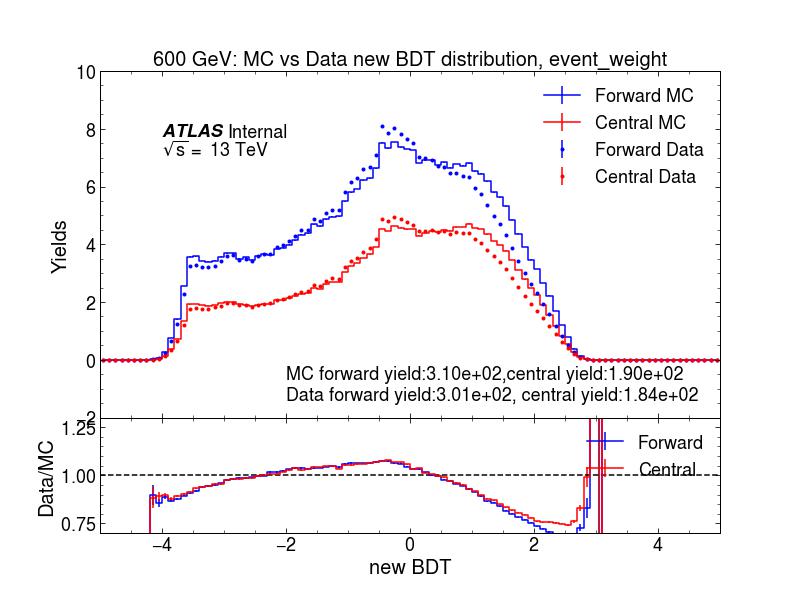 600 GeV: MC vs Data new BDT distribution, event_weight
10
8
6
4
2
0
−2
Yields
ATLAS Internal
√s = 13 TeV
Forward MC
Central MC
Forward Data
Central Data
MC forward yield:3.10e+02,central yield:1.90e+02
Data forward yield:3.01e+02, central yield:1.84e+02
1.25
1.00
0.75
Data/MC
Forward
Central
−4 −2 0 2 4
new BDT